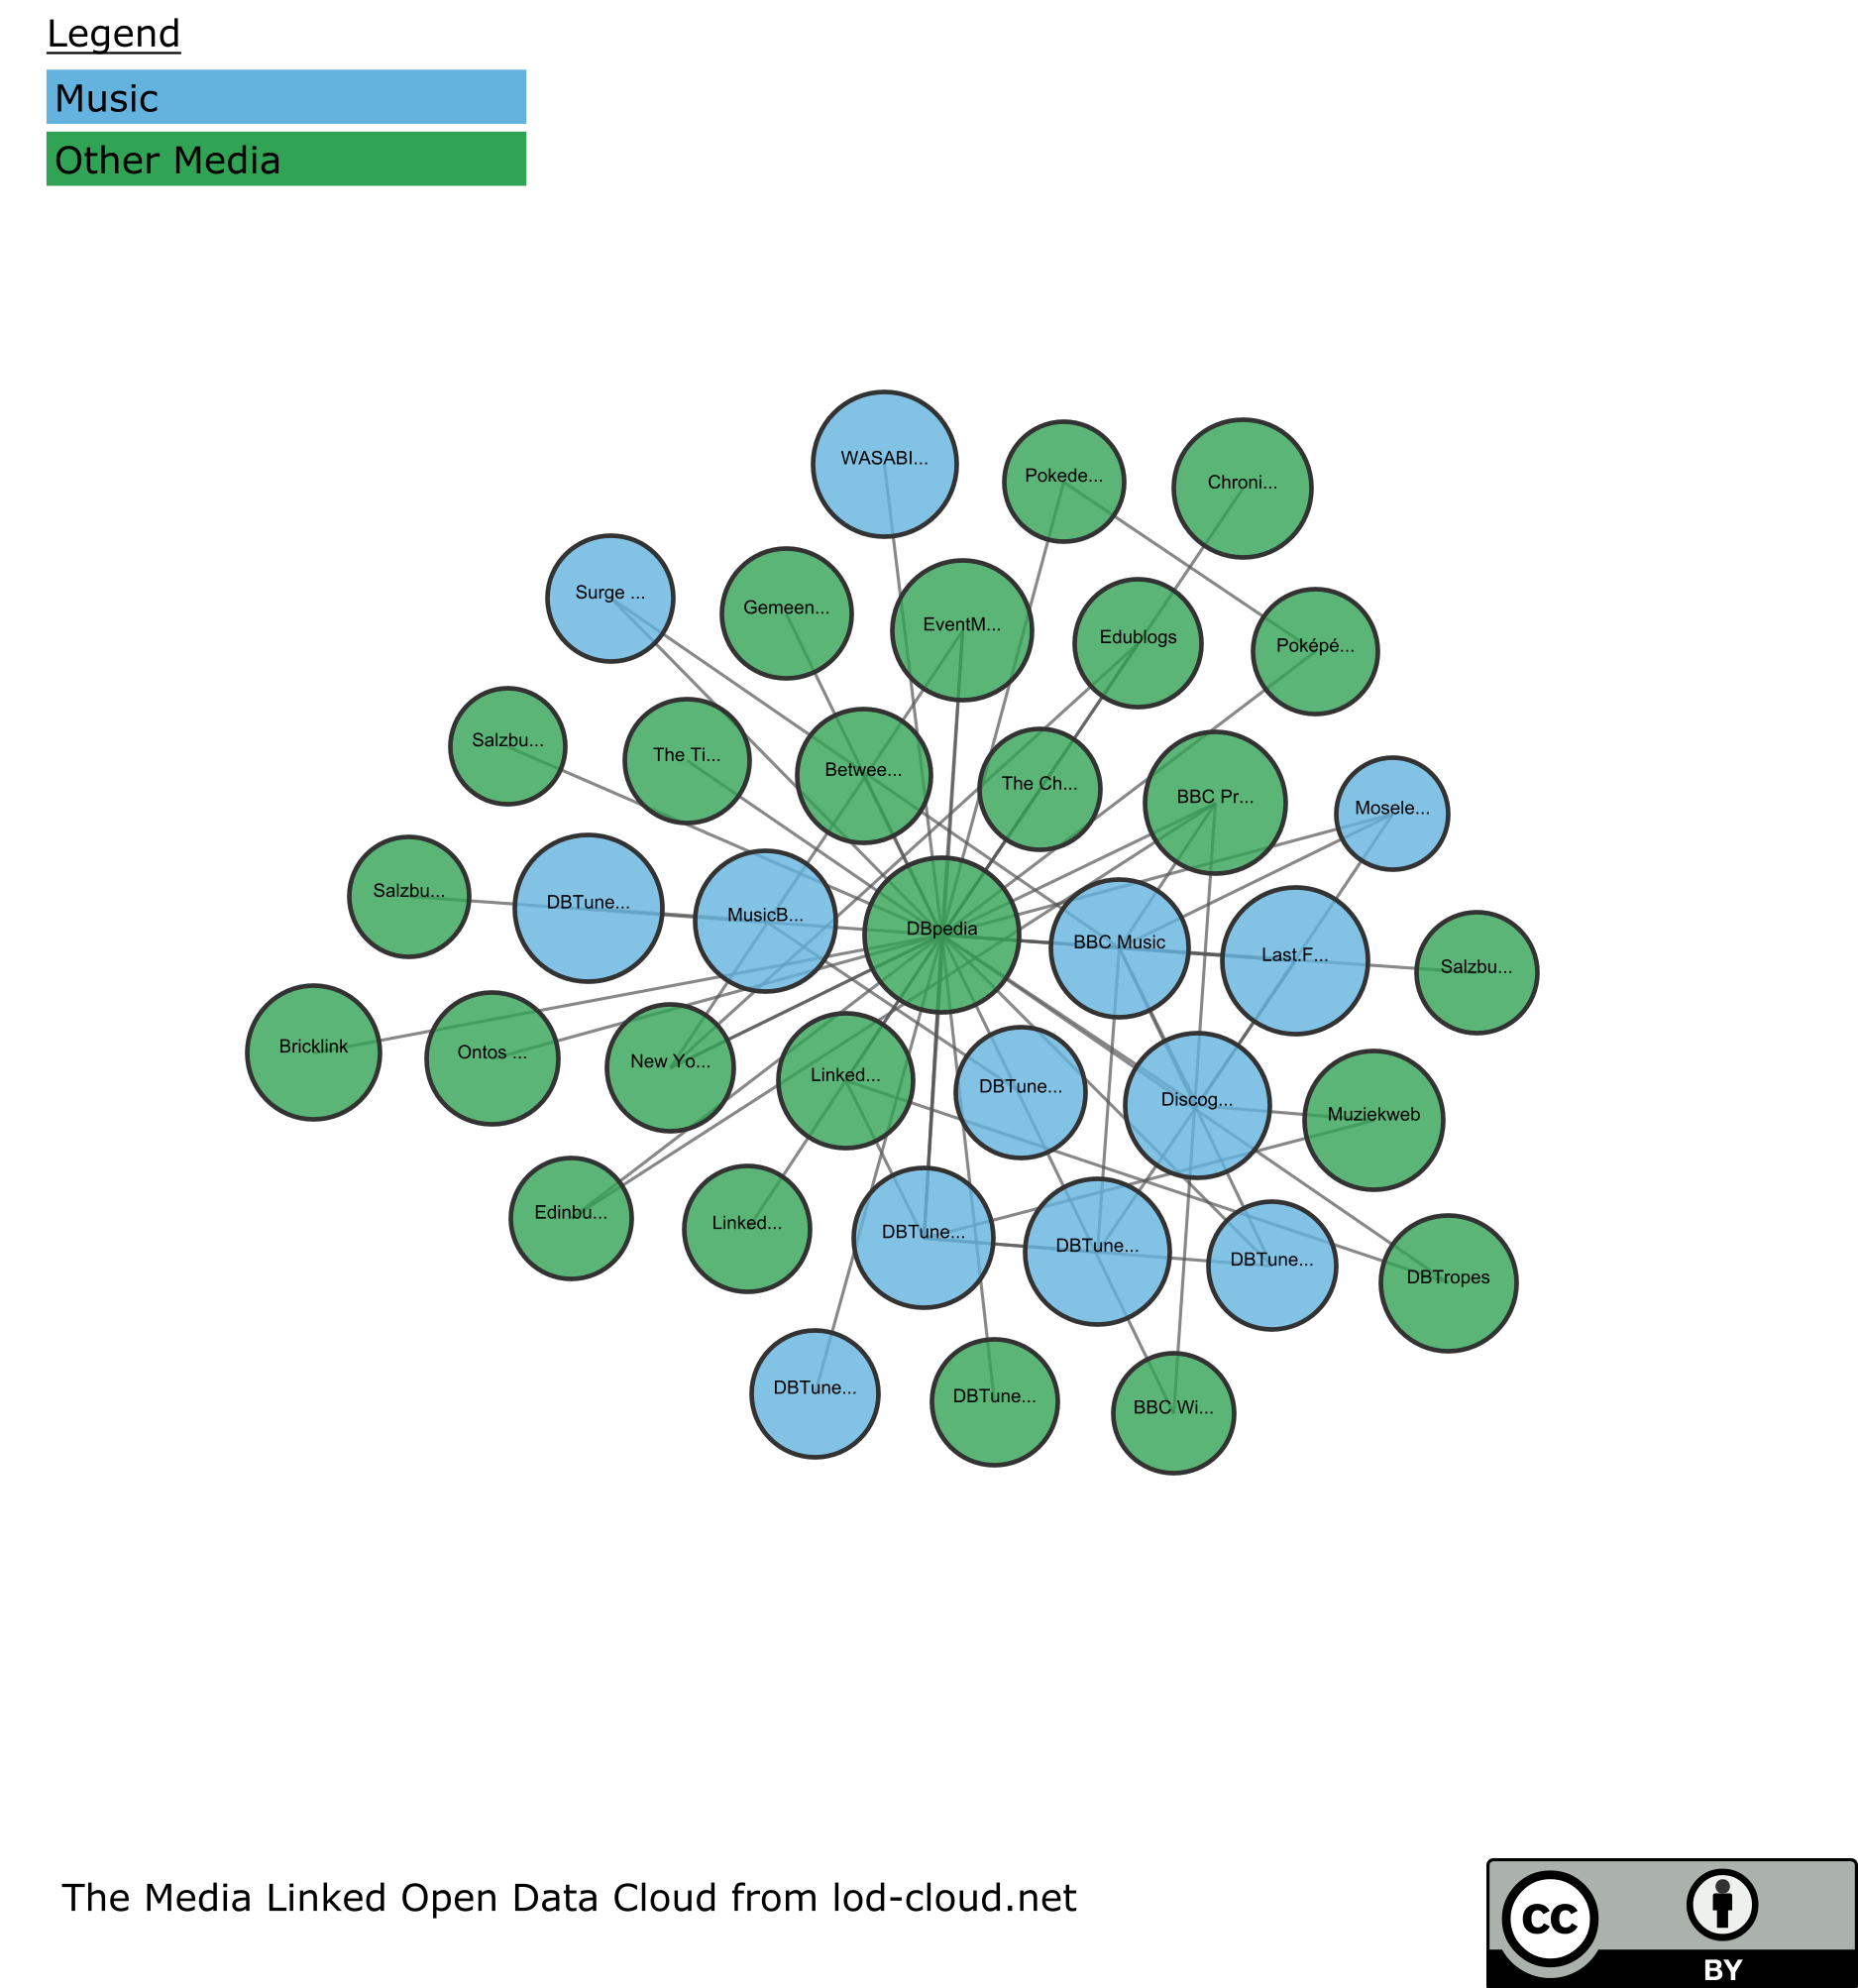 Legend
Music
Other Media
WASABI...
Pokede...
Chroni...
Surge ...
Gemeen...
EventM...
Edublogs
Poképé...
Salzbu...
The Ti...
Betwee...
The Ch...
BBC Pr...
Mosele...
Salzbu...
DBTune...
MusicB...
DBpedia
BBC Music
Last.F...
Salzbu...
Bricklink
Ontos ...
New Yo...
Linked...
DBTune...
Discog...
Muziekweb
Edinbu...
Linked...
DBTune...
DBTune...
DBTune...
DBTropes
DBTune...
DBTune...
BBC Wi...
The Media Linked Open Data Cloud from lod-cloud.net
cc
BY